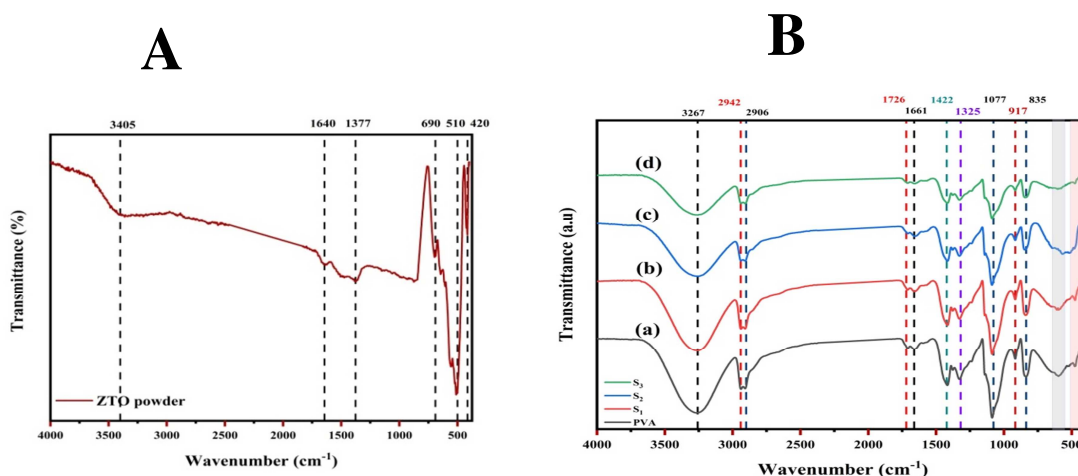 A
3405
1640 1377
690 510 420
Transmittance (%)
ZTO powder
4000 3500 3000 2500 2000 1500 1000 500
Wavenumber (cm⁻¹)
B
2942
1726
1422
1077
835
3267
2906
1661
1325
917
Transmittance (a.u)
(d)
(c)
(b)
(a)
S₃
S₂
S₁
PVA
4000 3500 3000 2500 2000 1500 1000
Wavenumber (cm⁻¹)